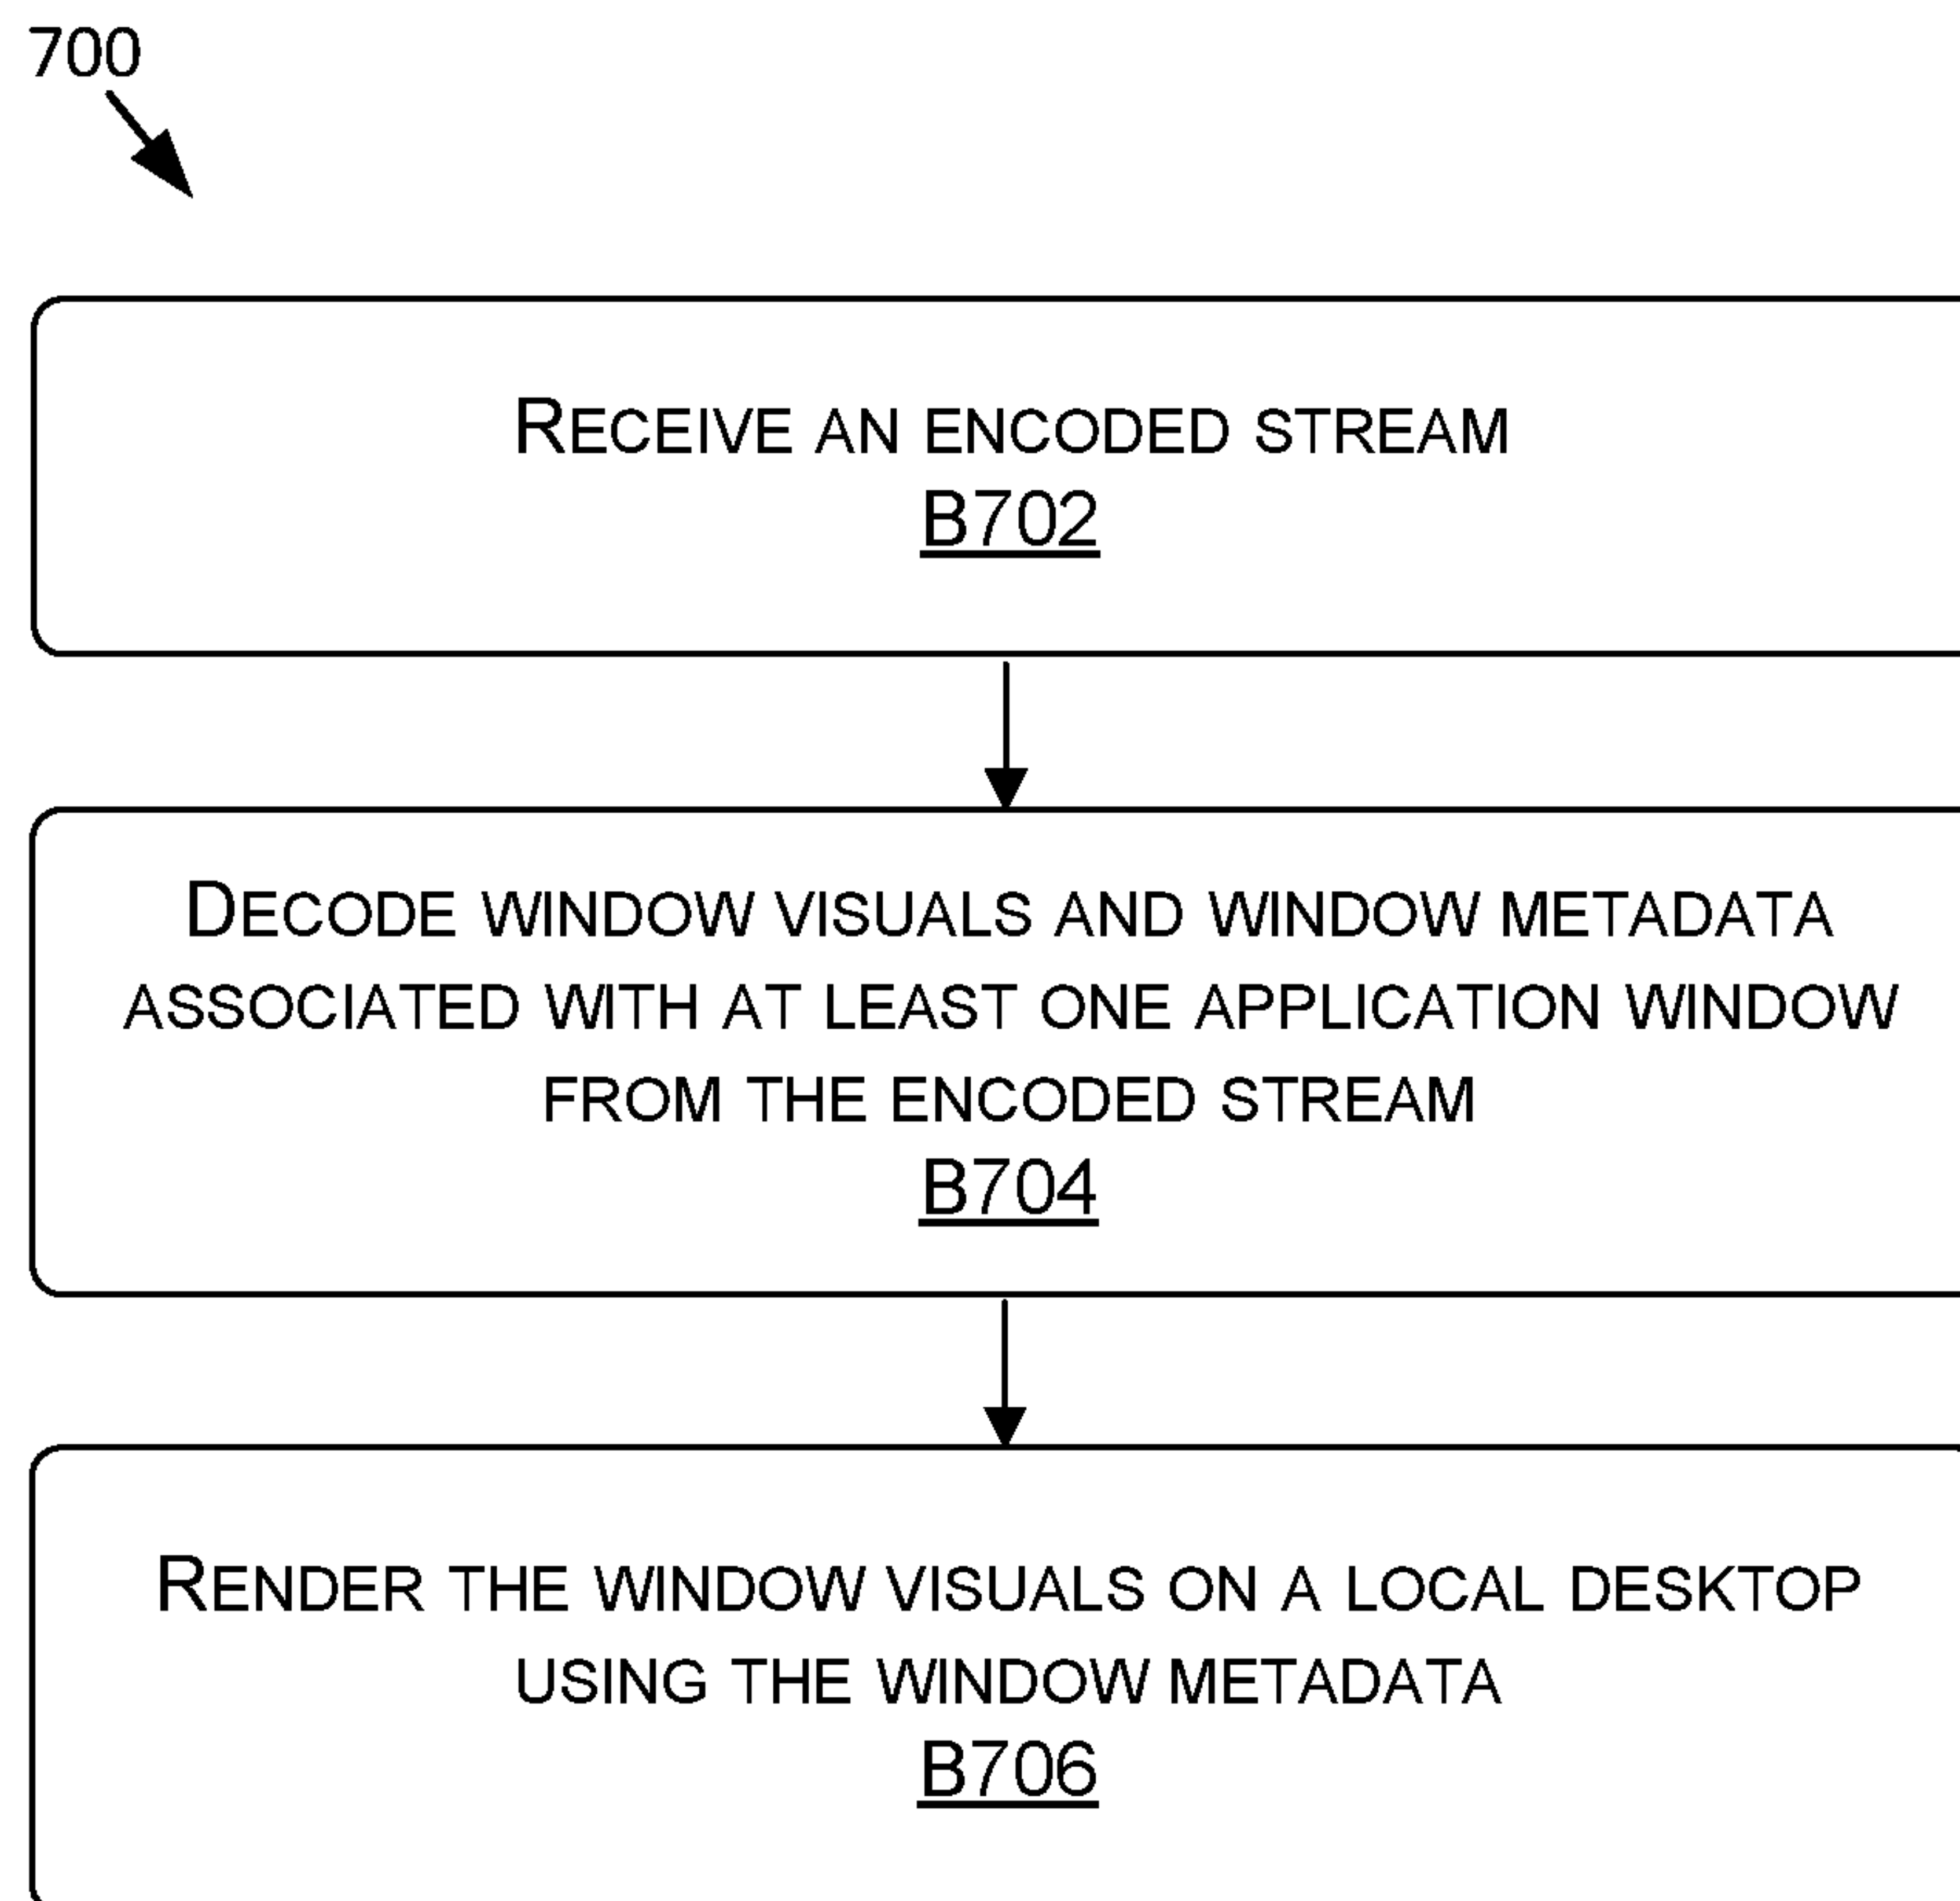 700
RECEIVE AN ENCODED STREAM
B702
DECODE WINDOW VISUALS AND WINDOW METADATA
ASSOCIATED WITH AT LEAST ONE APPLICATION WINDOW
FROM THE ENCODED STREAM
B704
RENDER THE WINDOW VISUALS ON A LOCAL DESKTOP
USING THE WINDOW METADATA
B706